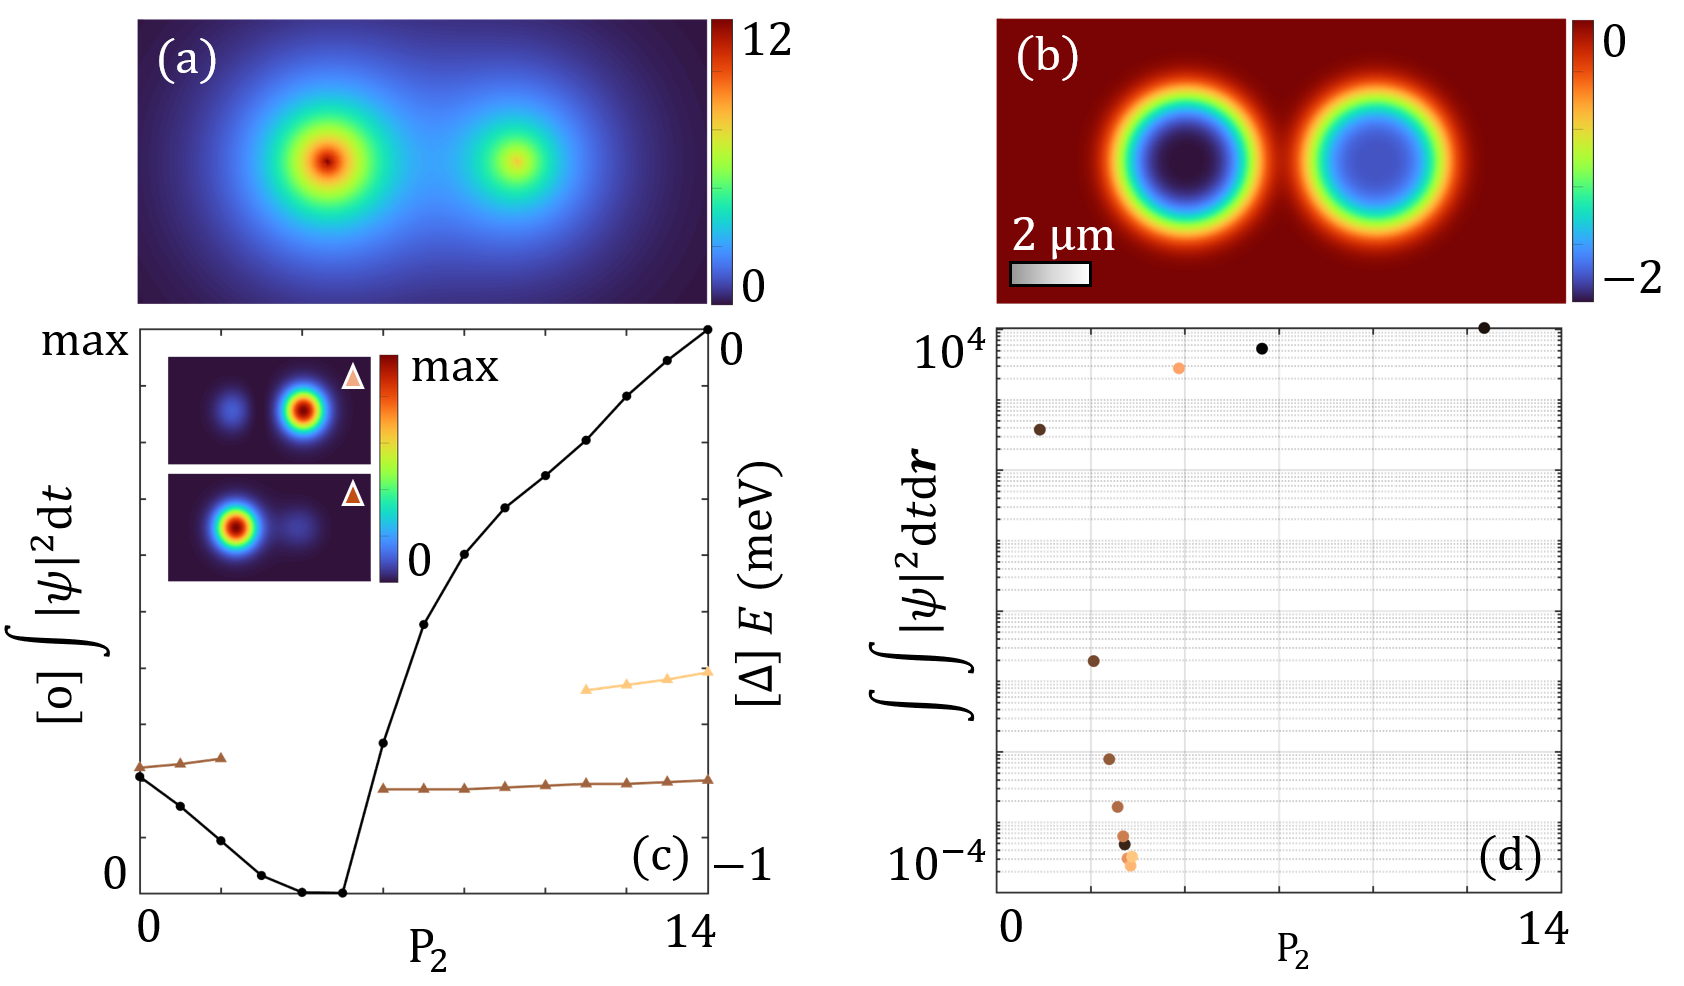 (a)
12
0
(b)
2 μm
0
−2
max
0
[o] ∫ |ψ|²dt
max
0
0
−1
[Δ] E (meV)
(c)
0
14
P₂
10⁴
10⁻⁴
∫∫ |ψ|²dtdr
(d)
0
14
P₂